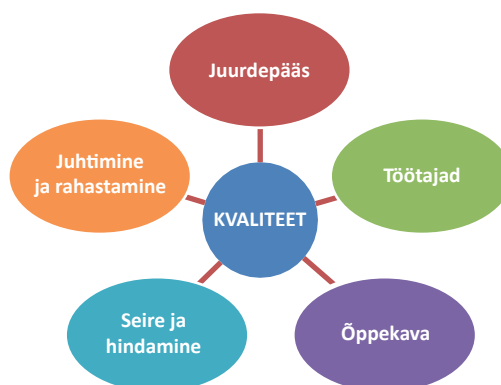 Juurdepääs
Juhtimine
ja rahastamine
Töötajad
KVALITEET
Seire ja
hindamine
Õppekava